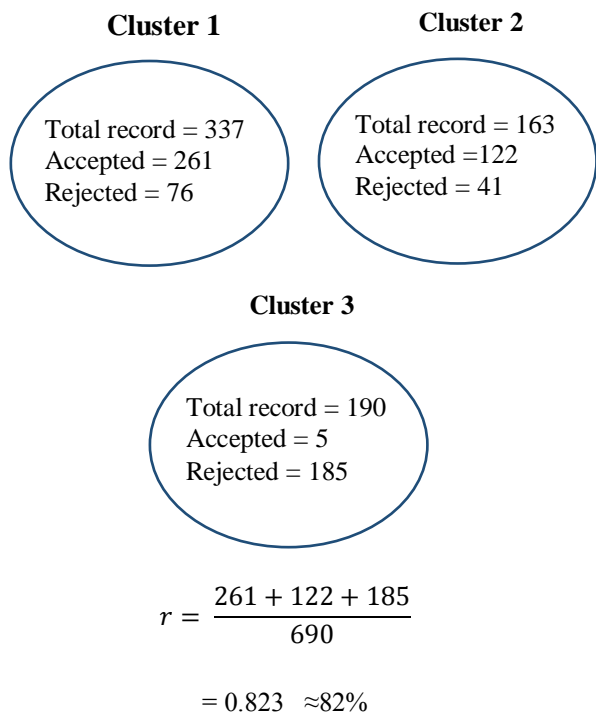 Cluster 1
Cluster 2
Total record = 337
Accepted = 261
Rejected = 76
Total record = 163
Accepted =122
Rejected = 41
Cluster 3
Total record = 190
Accepted = 5
Rejected = 185
r = (261 + 122 + 185) / 690
= 0.823 ≈82%